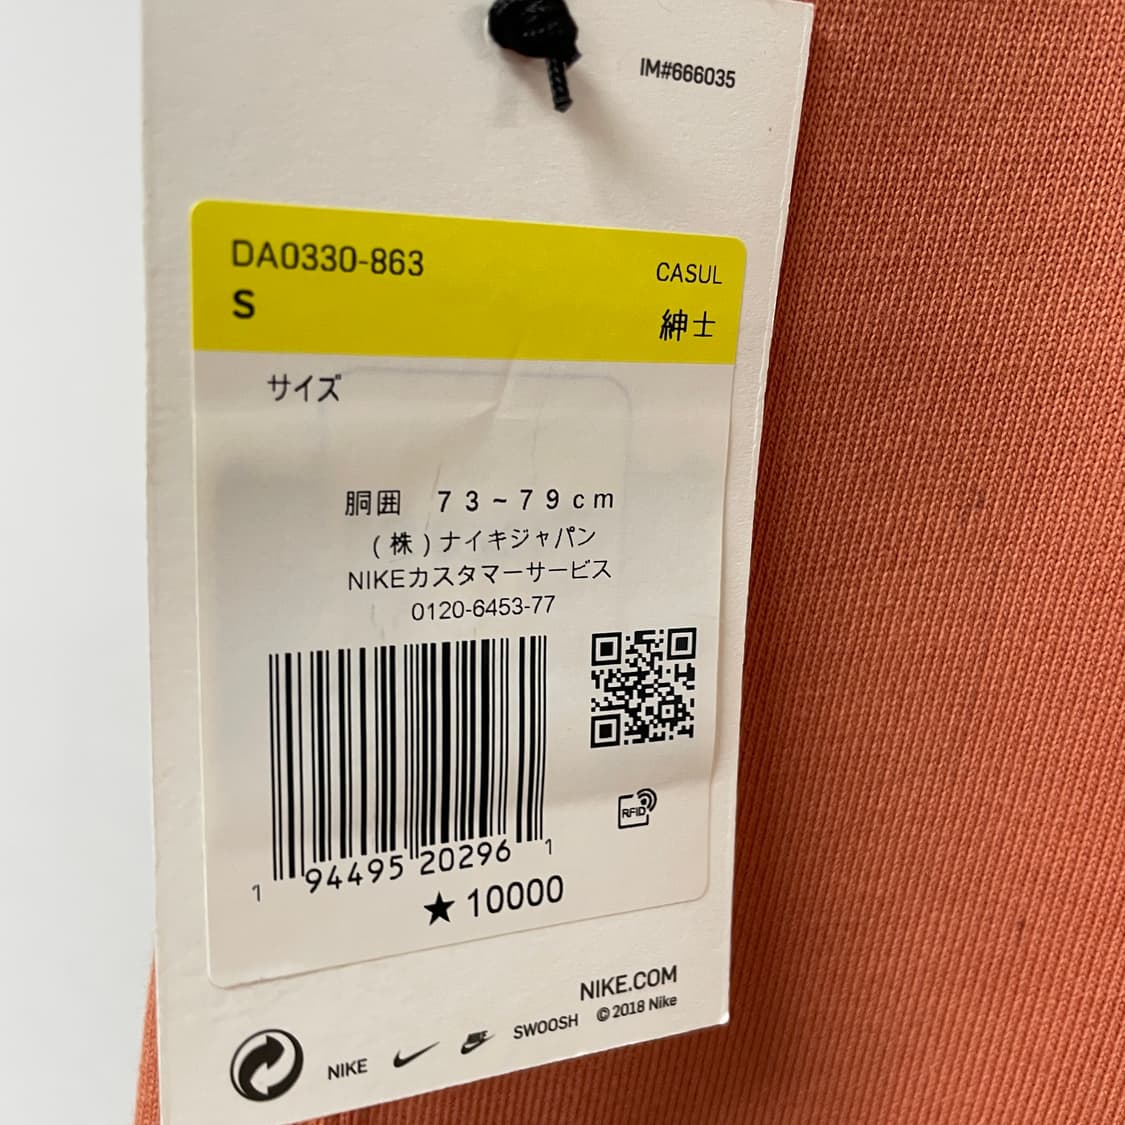 IM#666035
DA0330-863
CASUL
S
紳士
サイズ
胴囲　７３~７９ｃｍ
(株)ナイキジャパン
NIKEカスタマーサービス
0120-6453-77
RFID
1 94495 20296 1
★10000
NIKE.COM
©2018 Nike
NIKE SWOOSH